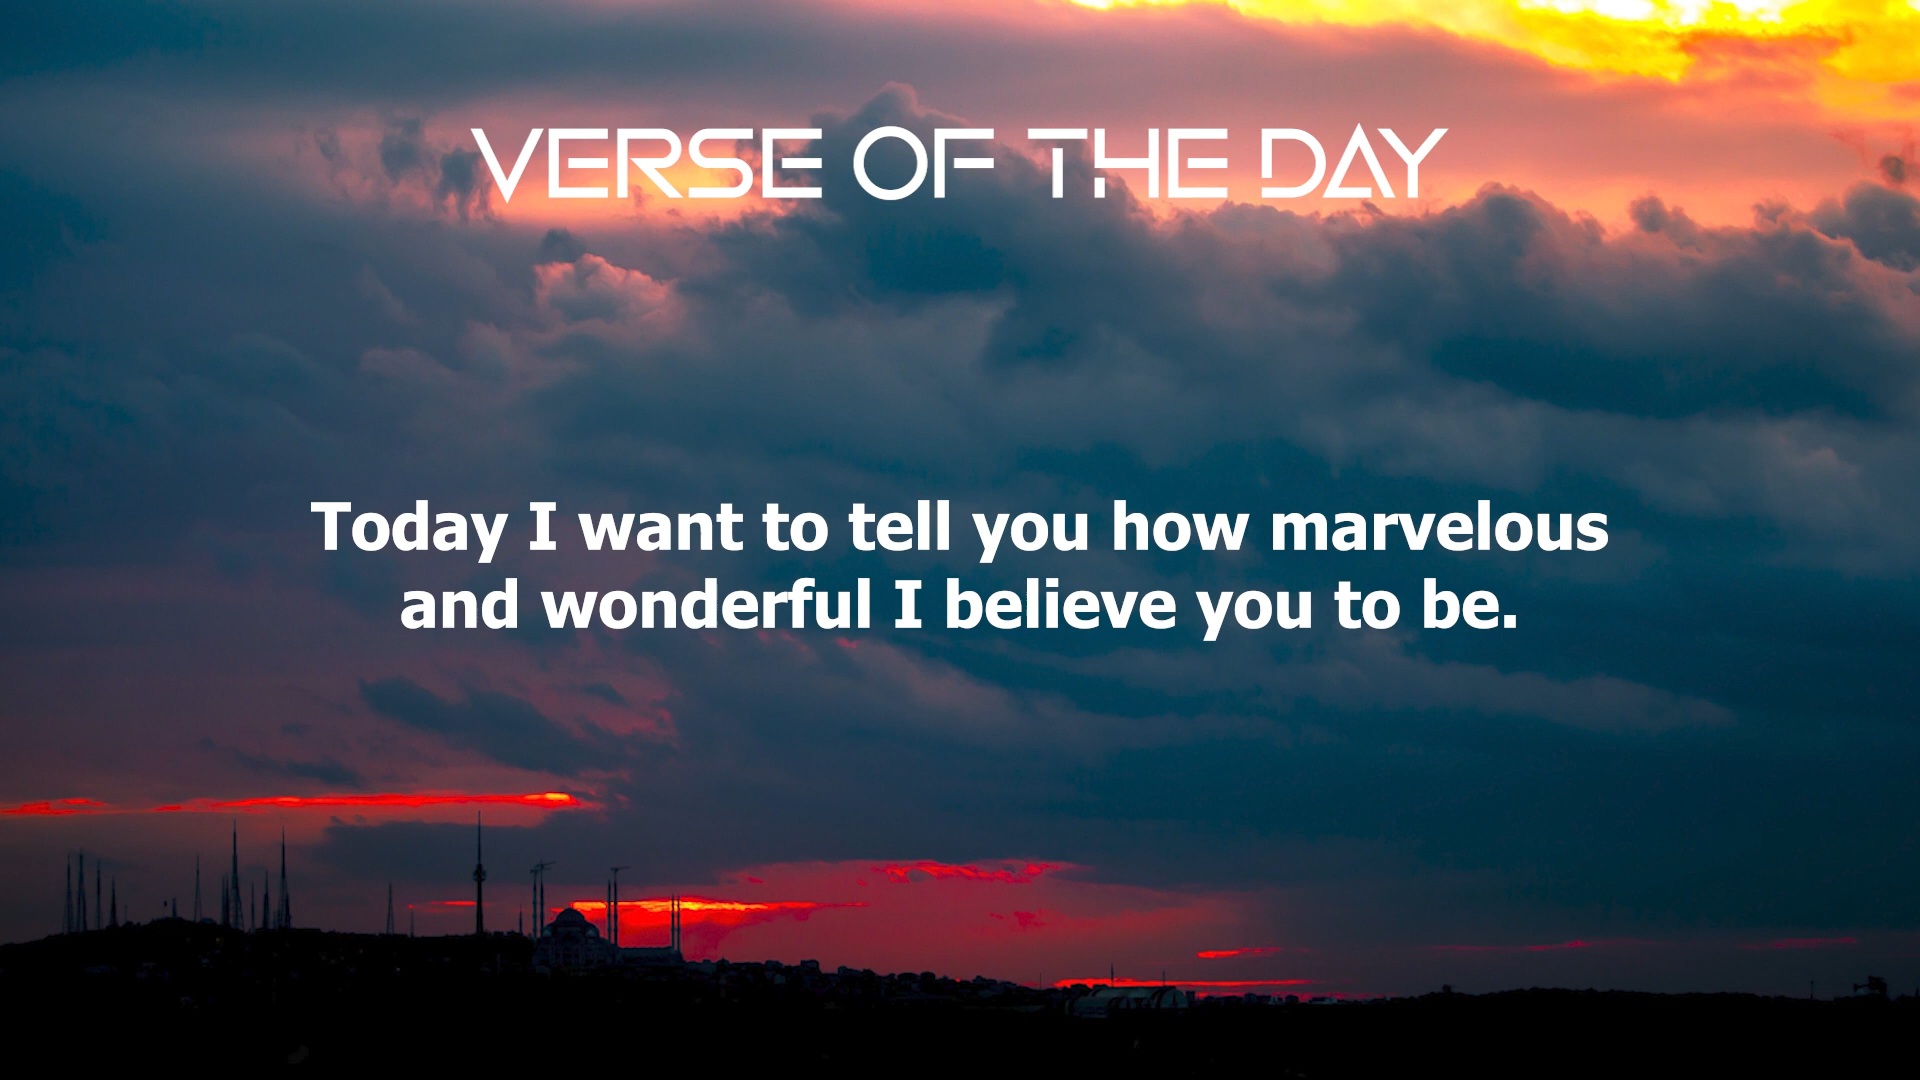 VERSE OF THE DAY
Today I want to tell you how marvelous
and wonderful I believe you to be.